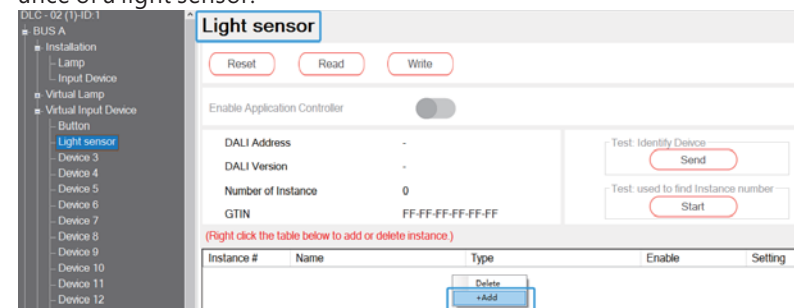 ance of a light sensor.
DLC - 02 (1)-ID:1
BUS A
Installation
Lamp
Input Device
Virtual Lamp
Virtual Input Device
Button
Light sensor
Device 3
Device 4
Device 5
Device 6
Device 7
Device 8
Device 9
Device 10
Device 11
Device 12
Light sensor
Reset Read Write
Enable Application Controller
DALI Address -
DALI Version -
Number of Instance 0
GTIN FF-FF-FF-FF-FF-FF
Test: Identify Deivce
Send
Test: used to find Instance number
Start
(Right click the table below to add or delete instance.)
Instance # Name Type Enable Setting
Delete
+Add